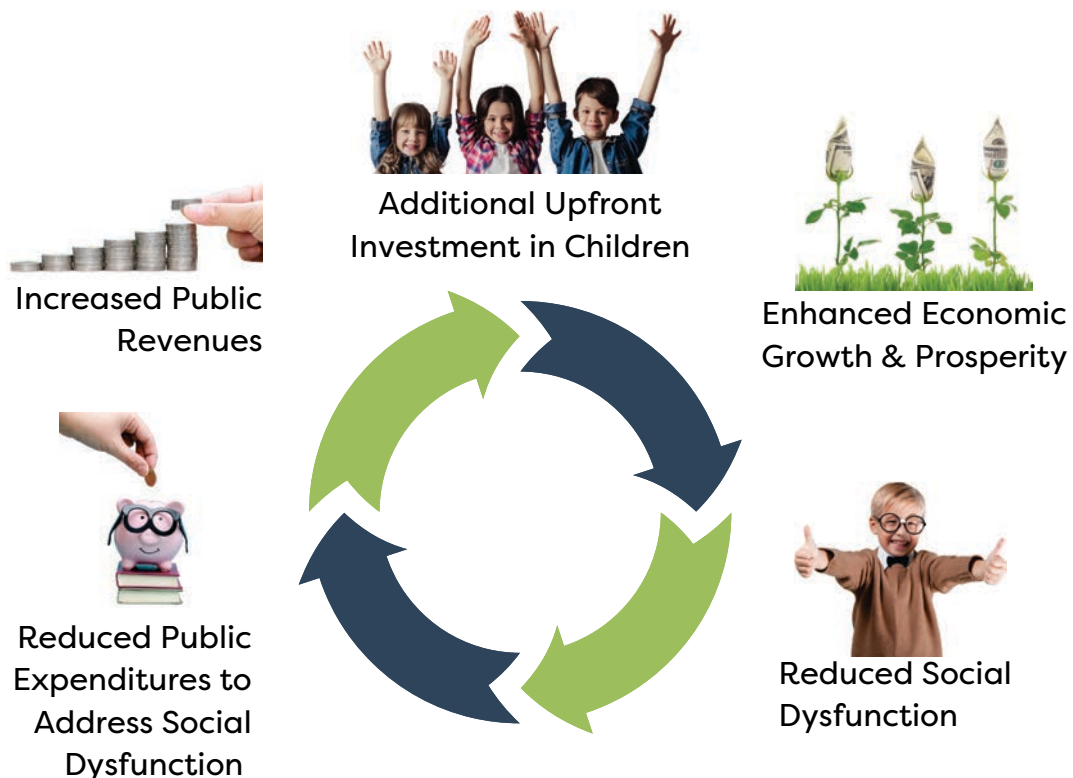 Additional Upfront
Investment in Children
Increased Public
Revenues
Enhanced Economic
Growth & Prosperity
Reduced Public
Expenditures to
Address Social
Dysfunction
Reduced Social
Dysfunction